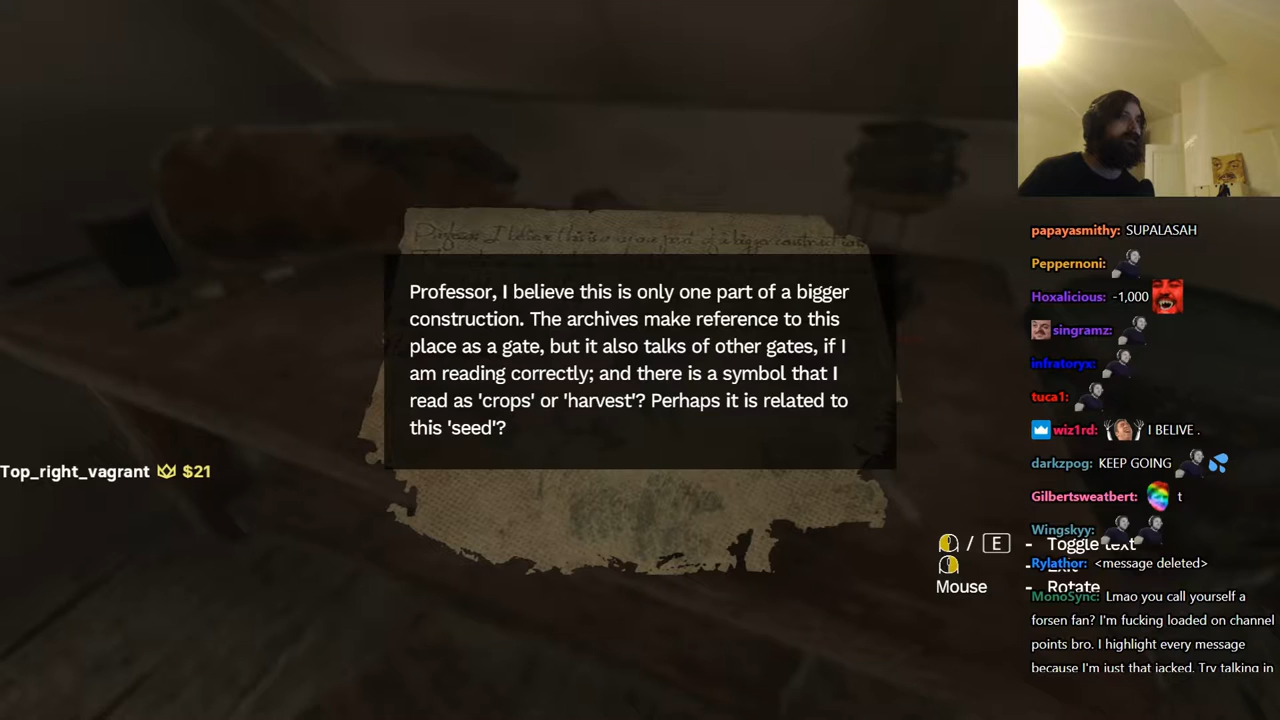 Professor, I believe this is only one part of a bigger
construction. The archives make reference to this
place as a gate, but it also talks of other gates, if I
am reading correctly; and there is a symbol that I
read as 'crops' or 'harvest'? Perhaps it is related to
this 'seed'?
Top_right_vagrant $21
/ E - Toggle text
- Exit
Mouse - Rotate
papayasmithy: SUPALASAH
Peppernoni:
Hoxalicious: -1,000
singramz:
infratoryx:
tuca1:
wiz1rd: I BELIVE .
darkzpog: KEEP GOING
Gilbertsweatbert: t
Wingskyy:
Rylathor: <message deleted>
MonoSync: Lmao you call yourself a
forsen fan? I'm fucking loaded on channel
points bro. I highlight every message
because I'm just that jacked. Try talking in